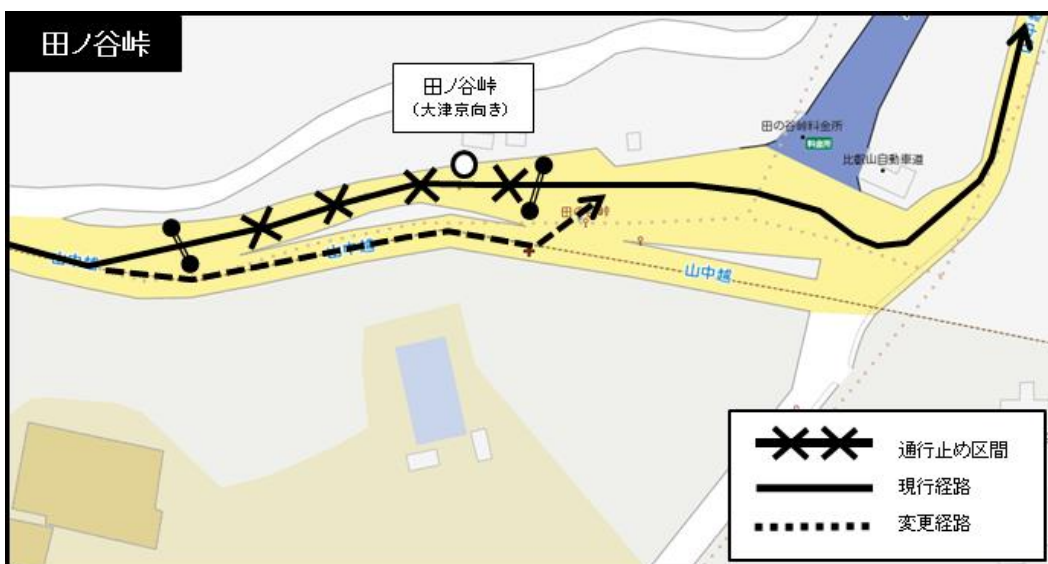 田ノ谷峠
田ノ谷峠
(大津京向き)
田の谷峠料金所
料金所
比叡山自動車道
田の谷峠
山中越
山中越
山中越
通行止め区間
現行経路
変更経路